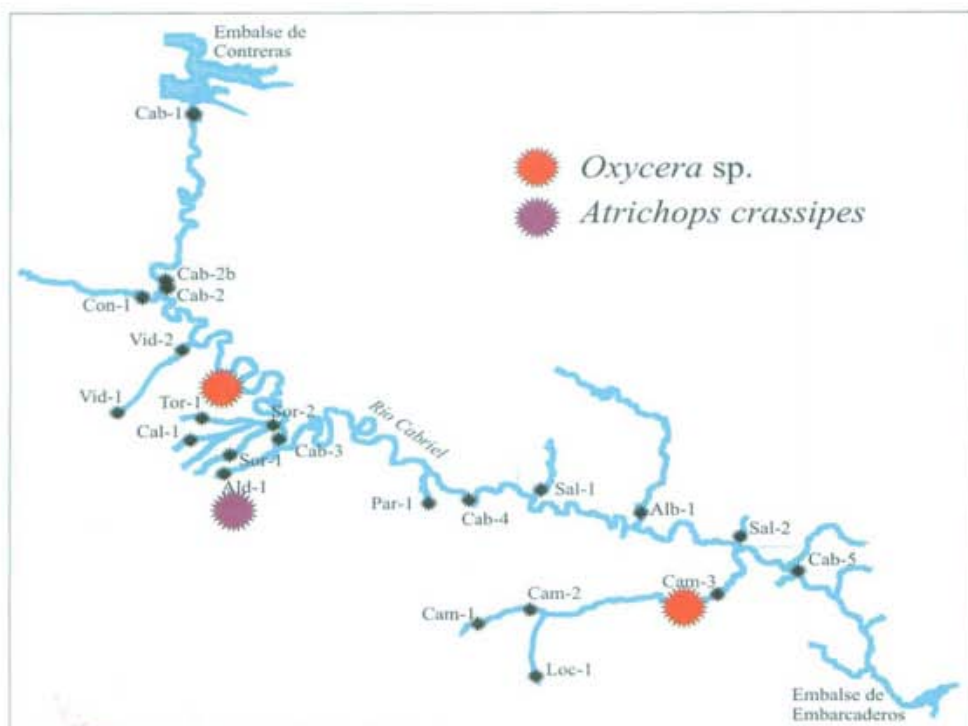 Embalse de
Contreras
Cab-1
Oxycera sp.
Atrichops crassipes
Cab-2b
Cab-2
Con-1
Vid-2
Vid-1
Tor-1
Sor-2
Cal-1
Cab-3
Sor-1
Ald-1
Río Cabriel
Par-1
Cab-4
Sal-1
Alb-1
Sal-2
Cab-5
Cam-3
Cam-2
Cam-1
Loc-1
Embalse de
Embarcaderos